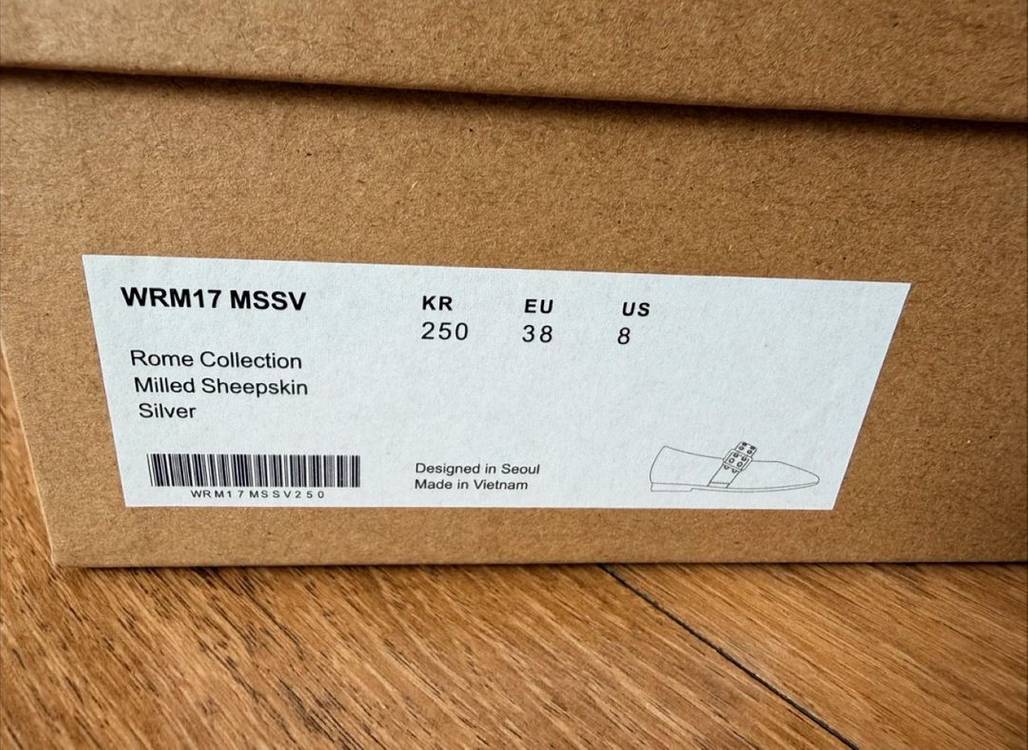 WRM17 MSSV
KR EU US
250 38 8
Rome Collection
Milled Sheepskin
Silver
WRM17MSSV250
Designed in Seoul
Made in Vietnam